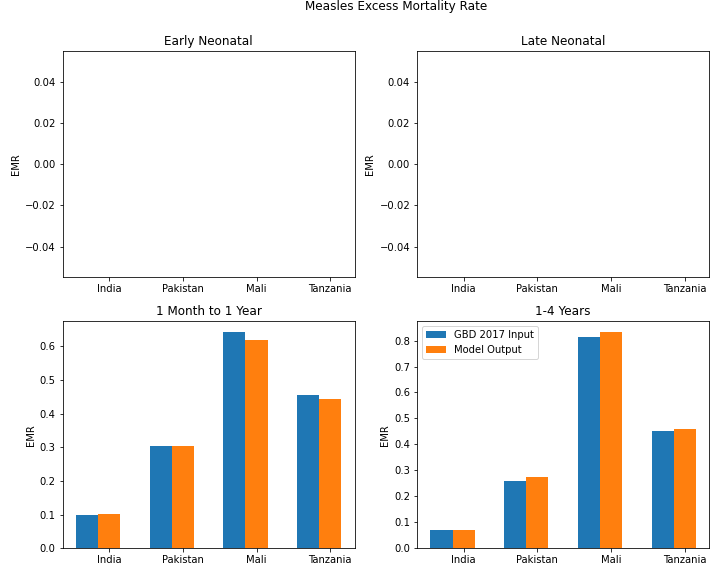 Measles Excess Mortality Rate
Early Neonatal
0.04
0.02
0.00
−0.02
−0.04
EMR
India Pakistan Mali Tanzania
Late Neonatal
0.04
0.02
0.00
−0.02
−0.04
EMR
India Pakistan Mali Tanzania
1 Month to 1 Year
0.6
0.5
0.4
0.3
0.2
0.1
0.0
EMR
India Pakistan Mali Tanzania
1-4 Years
GBD 2017 Input
Model Output
0.8
0.7
0.6
0.5
0.4
0.3
0.2
0.1
0.0
EMR
India Pakistan Mali Tanzania